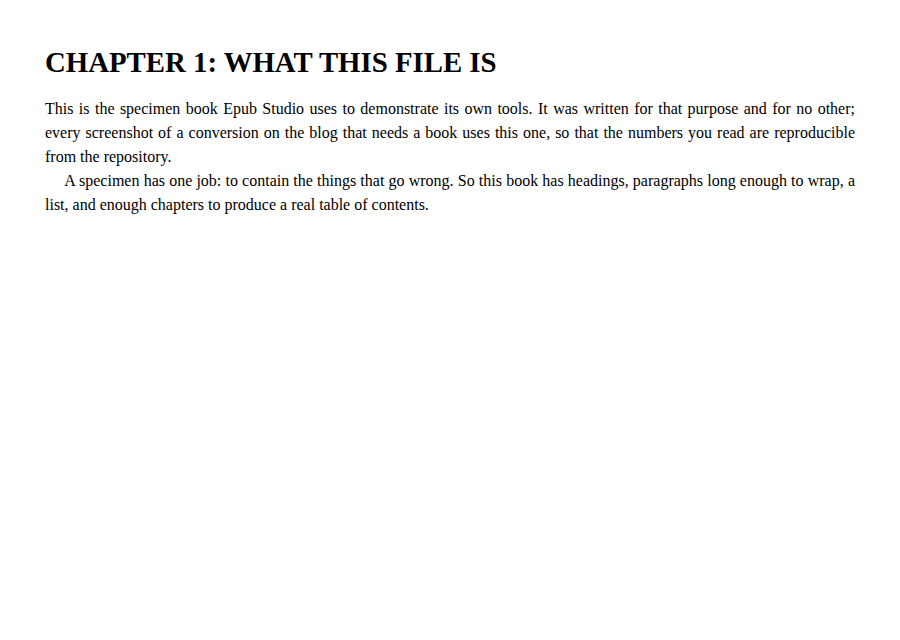 CHAPTER 1: WHAT THIS FILE IS
This is the specimen book Epub Studio uses to demonstrate its own tools. It was written for that purpose and for no other;
every screenshot of a conversion on the blog that needs a book uses this one, so that the numbers you read are reproducible
from the repository.
A specimen has one job: to contain the things that go wrong. So this book has headings, paragraphs long enough to wrap, a
list, and enough chapters to produce a real table of contents.